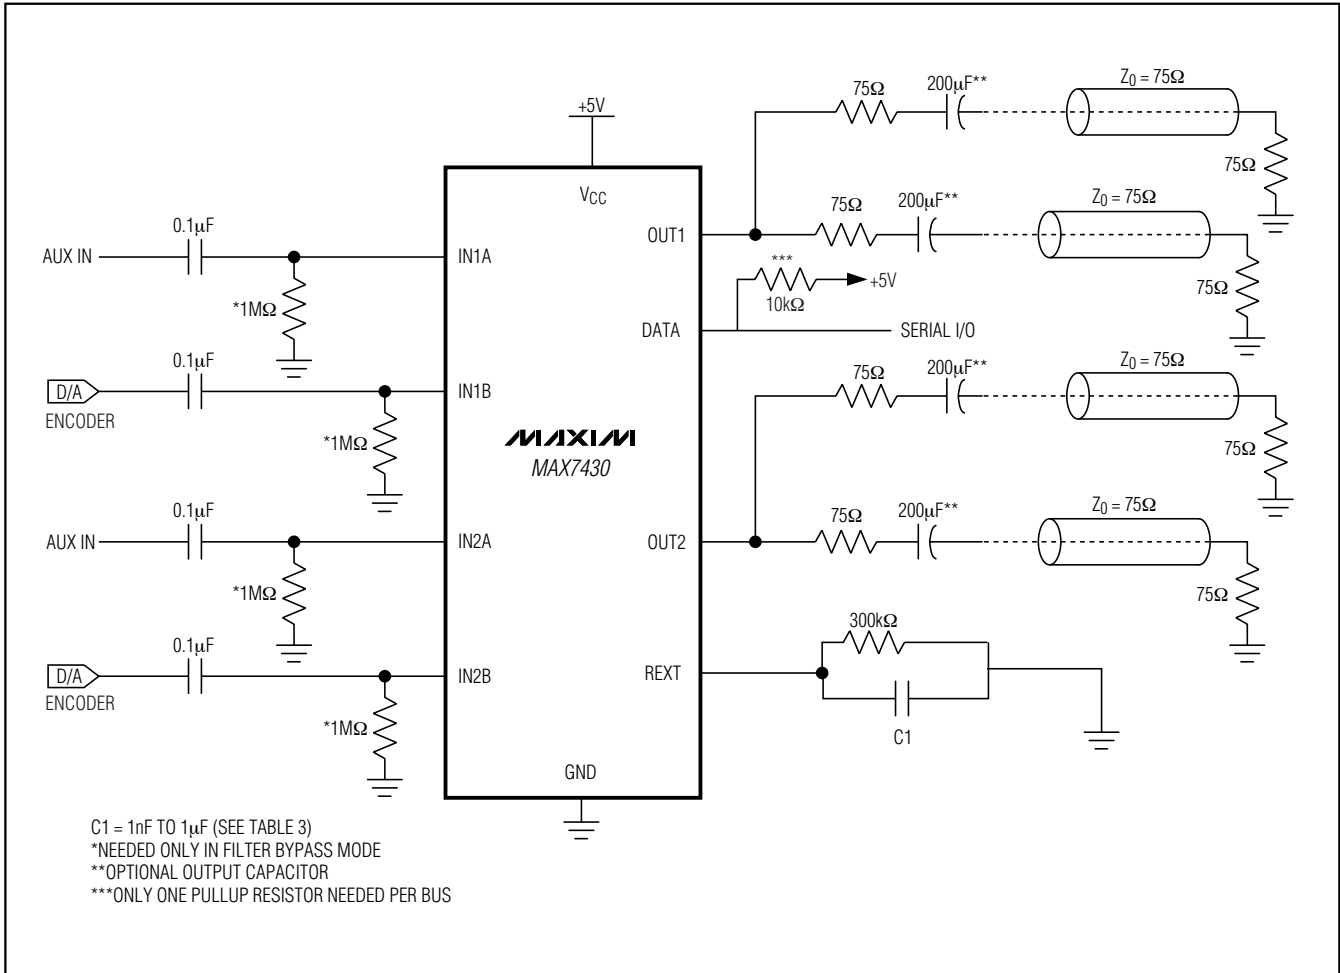 75Ω
200μF**
Z0 = 75Ω
75Ω
+5V
VCC
0.1μF
AUX IN
IN1A
*1MΩ
OUT1
75Ω
200μF**
Z0 = 75Ω
75Ω
***
10kΩ
+5V
DATA
SERIAL I/O
0.1μF
D/A
ENCODER
IN1B
*1MΩ
MAXIM
MAX7430
75Ω
200μF**
Z0 = 75Ω
75Ω
0.1μF
AUX IN
IN2A
*1MΩ
OUT2
75Ω
200μF**
Z0 = 75Ω
75Ω
0.1μF
D/A
ENCODER
IN2B
*1MΩ
REXT
300kΩ
C1
GND
C1 = 1nF TO 1μF (SEE TABLE 3)
*NEEDED ONLY IN FILTER BYPASS MODE
**OPTIONAL OUTPUT CAPACITOR
***ONLY ONE PULLUP RESISTOR NEEDED PER BUS